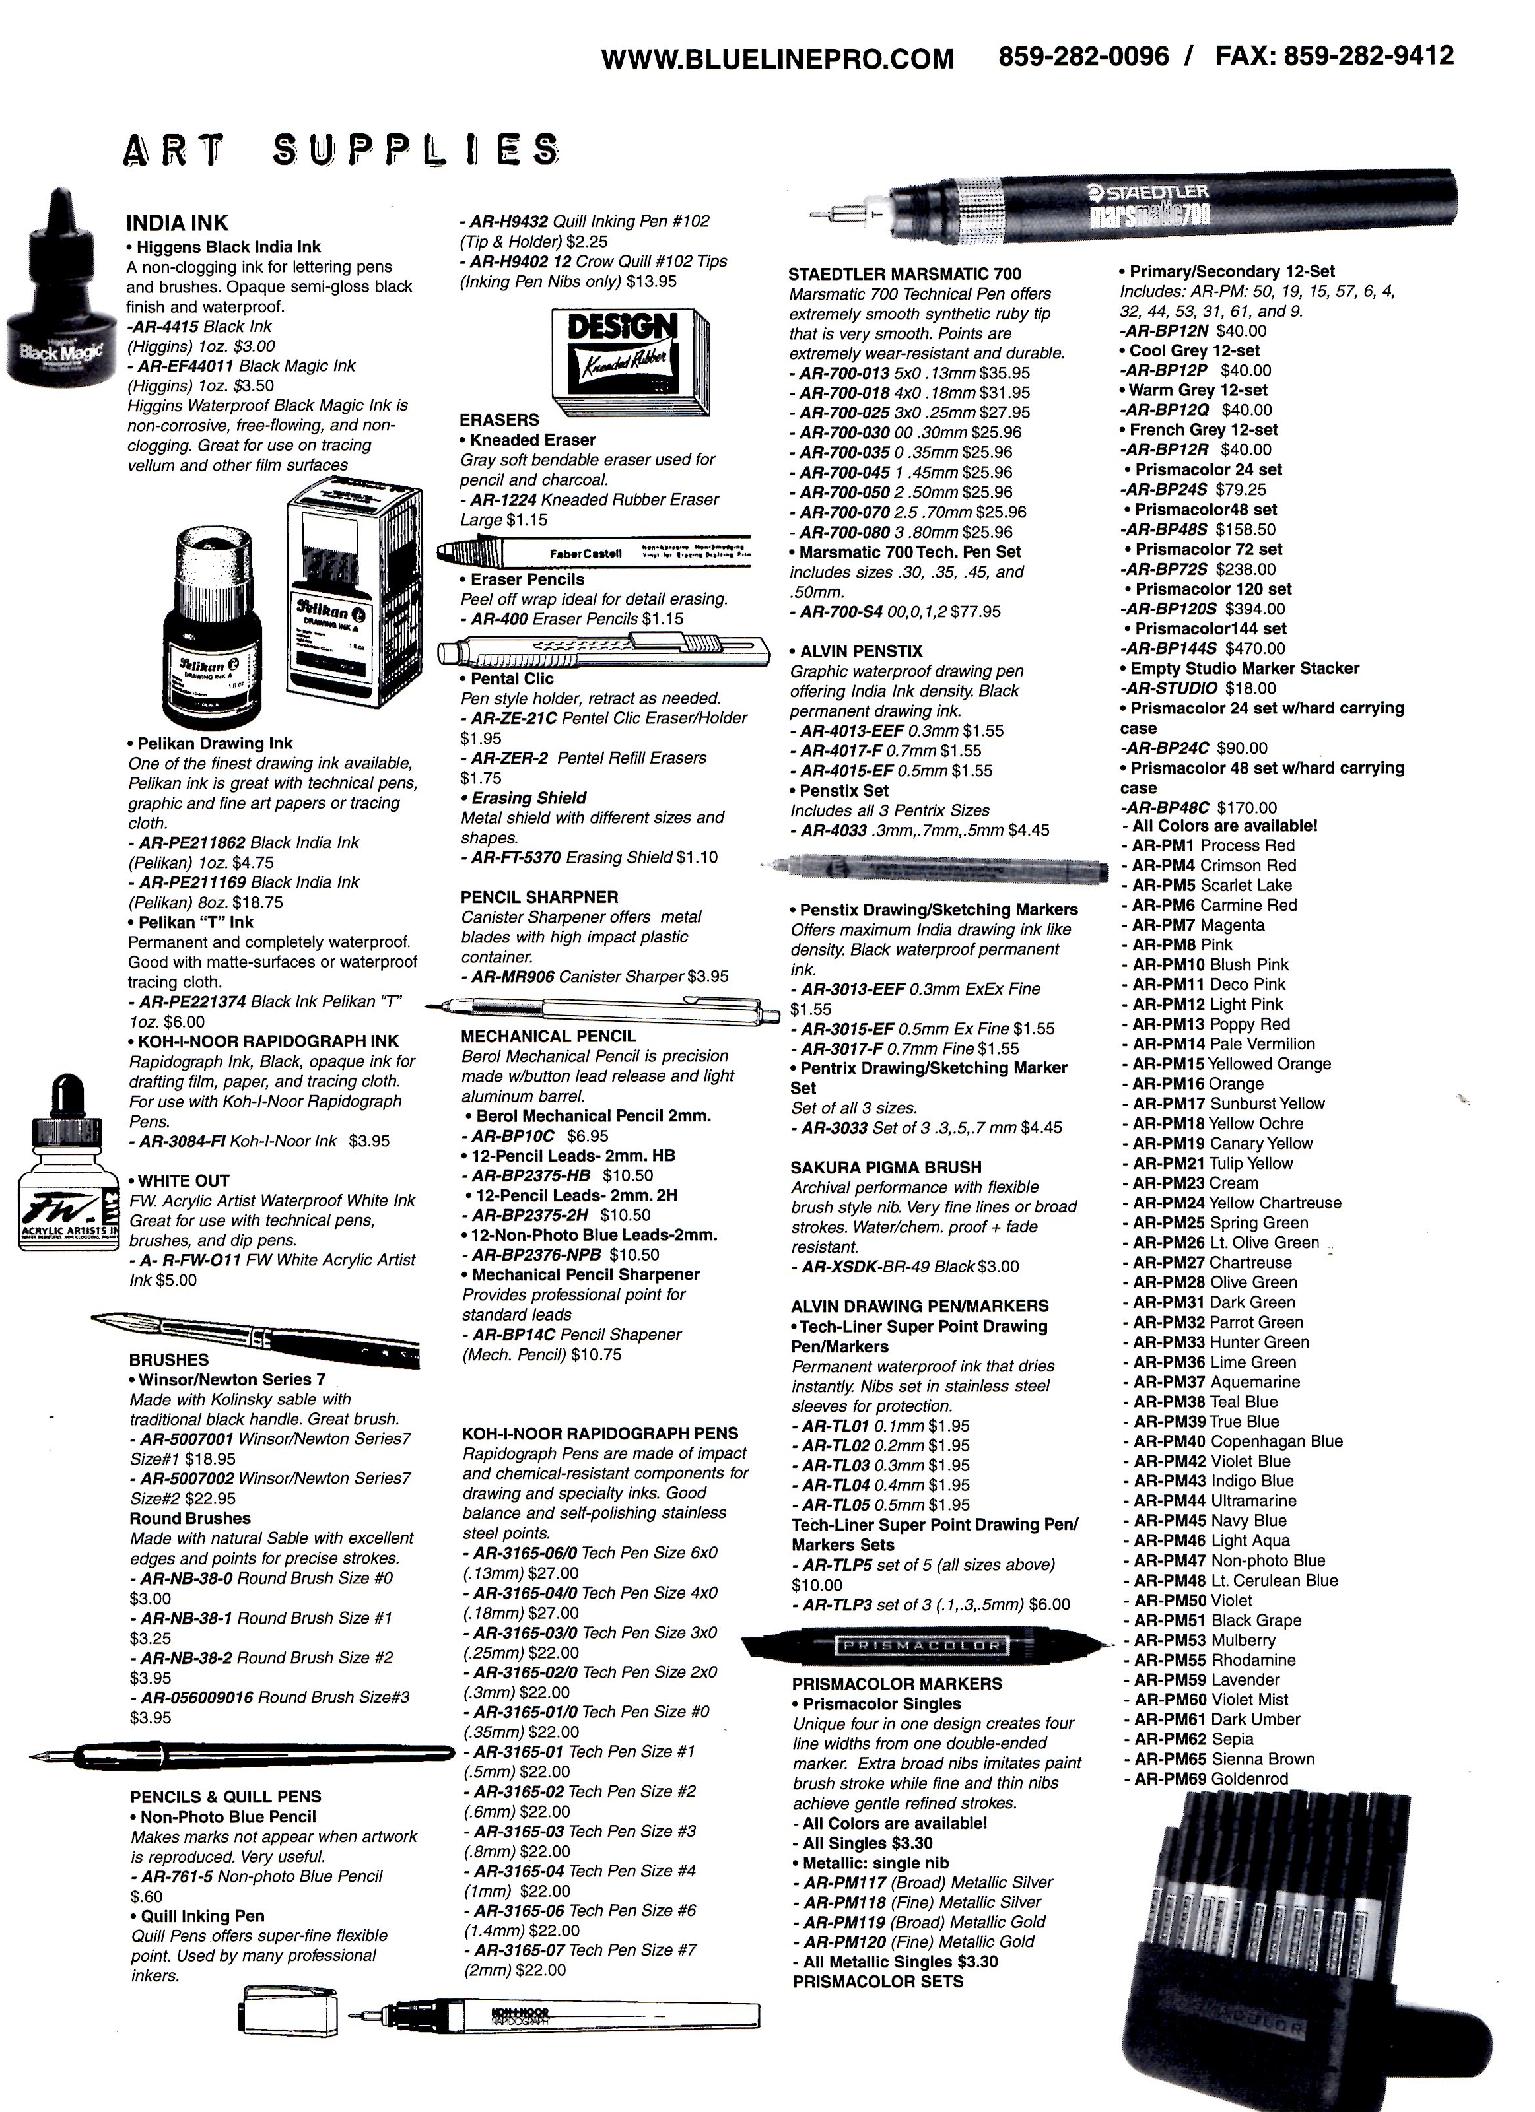 WWW.BLUELINEPRO.COM 859-282-0096 / FAX: 859-282-9412
ART SUPPLIES
INDIA INK
• Higgens Black India Ink
A non-clogging ink for lettering pens
and brushes. Opaque semi-gloss black
finish and waterproof.
-AR-4415 Black Ink
(Higgins) 1oz. $3.00
- AR-EF44011 Black Magic Ink
(Higgins) 1oz. $3.50
Higgins Waterproof Black Magic Ink is
non-corrosive, free-flowing, and non-
clogging. Great for use on tracing
vellum and other film surfaces
Higgins
Black Magic
Pelikan
DRAWING INK A
Pelikan
DRAWING INK A
1 fl oz
• Pelikan Drawing Ink
One of the finest drawing ink available,
Pelikan ink is great with technical pens,
graphic and fine art papers or tracing
cloth.
- AR-PE211862 Black India Ink
(Pelikan) 1oz. $4.75
- AR-PE211169 Black India Ink
(Pelikan) 8oz. $18.75
• Pelikan "T" Ink
Permanent and completely waterproof.
Good with matte-surfaces or waterproof
tracing cloth.
- AR-PE221374 Black Ink Pelikan "T"
1oz. $6.00
• KOH-I-NOOR RAPIDOGRAPH INK
Rapidograph Ink, Black, opaque ink for
drafting film, paper, and tracing cloth.
For use with Koh-I-Noor Rapidograph
Pens.
- AR-3084-FI Koh-I-Noor Ink $3.95
• WHITE OUT
FW. Acrylic Artist Waterproof White Ink
Great for use with technical pens,
brushes, and dip pens.
- A- R-FW-O11 FW White Acrylic Artist
Ink $5.00
FW.
ACRYLIC ARTISTS IN
BRUSHES
• Winsor/Newton Series 7
Made with Kolinsky sable with
traditional black handle. Great brush.
- AR-5007001 Winsor/Newton Series7
Size#1 $18.95
- AR-5007002 Winsor/Newton Series7
Size#2 $22.95
Round Brushes
Made with natural Sable with excellent
edges and points for precise strokes.
- AR-NB-38-0 Round Brush Size #0
$3.00
- AR-NB-38-1 Round Brush Size #1
$3.25
- AR-NB-38-2 Round Brush Size #2
$3.95
- AR-056009016 Round Brush Size#3
$3.95
PENCILS & QUILL PENS
• Non-Photo Blue Pencil
Makes marks not appear when artwork
is reproduced. Very useful.
- AR-761-5 Non-photo Blue Pencil
$.60
• Quill Inking Pen
Quill Pens offers super-fine flexible
point. Used by many professional
inkers.
- AR-H9432 Quill Inking Pen #102
(Tip & Holder) $2.25
- AR-H9402 12 Crow Quill #102 Tips
(Inking Pen Nibs only) $13.95
DESIGN
Kneaded Rubber
ERASERS
• Kneaded Eraser
Gray soft bendable eraser used for
pencil and charcoal.
- AR-1224 Kneaded Rubber Eraser
Large $1.15
Faber Castell
• Eraser Pencils
Peel off wrap ideal for detail erasing.
- AR-400 Eraser Pencils $1.15
• Pental Clic
Pen style holder, retract as needed.
- AR-ZE-21C Pentel Clic Eraser/Holder
$1.95
- AR-ZER-2 Pentel Refill Erasers
$1.75
• Erasing Shield
Metal shield with different sizes and
shapes.
- AR-FT-5370 Erasing Shield $1.10
PENCIL SHARPNER
Canister Sharpener offers metal
blades with high impact plastic
container.
- AR-MR906 Canister Sharper $3.95
MECHANICAL PENCIL
Berol Mechanical Pencil is precision
made w/button lead release and light
aluminum barrel.
• Berol Mechanical Pencil 2mm.
- AR-BP10C $6.95
• 12-Pencil Leads- 2mm. HB
- AR-BP2375-HB $10.50
• 12-Pencil Leads- 2mm. 2H
- AR-BP2375-2H $10.50
• 12-Non-Photo Blue Leads-2mm.
- AR-BP2376-NPB $10.50
• Mechanical Pencil Sharpener
Provides professional point for
standard leads
- AR-BP14C Pencil Shapener
(Mech. Pencil) $10.75
KOH-I-NOOR RAPIDOGRAPH PENS
Rapidograph Pens are made of impact
and chemical-resistant components for
drawing and specialty inks. Good
balance and self-polishing stainless
steel points.
- AR-3165-06/0 Tech Pen Size 6x0
(.13mm) $27.00
- AR-3165-04/0 Tech Pen Size 4x0
(.18mm) $27.00
- AR-3165-03/0 Tech Pen Size 3x0
(.25mm) $22.00
- AR-3165-02/0 Tech Pen Size 2x0
(.3mm) $22.00
- AR-3165-01/0 Tech Pen Size #0
(.35mm) $22.00
- AR-3165-01 Tech Pen Size #1
(.5mm) $22.00
- AR-3165-02 Tech Pen Size #2
(.6mm) $22.00
- AR-3165-03 Tech Pen Size #3
(.8mm) $22.00
- AR-3165-04 Tech Pen Size #4
(1mm) $22.00
- AR-3165-06 Tech Pen Size #6
(1.4mm) $22.00
- AR-3165-07 Tech Pen Size #7
(2mm) $22.00
KOH-I-NOOR
RAPIDOGRAPH
STAEDTLER
marsmatic 700
STAEDTLER MARSMATIC 700
Marsmatic 700 Technical Pen offers
extremely smooth synthetic ruby tip
that is very smooth. Points are
extremely wear-resistant and durable.
- AR-700-013 5x0 .13mm $35.95
- AR-700-018 4x0 .18mm $31.95
- AR-700-025 3x0 .25mm $27.95
- AR-700-030 00 .30mm $25.96
- AR-700-035 0 .35mm $25.96
- AR-700-045 1 .45mm $25.96
- AR-700-050 2 .50mm $25.96
- AR-700-070 2.5 .70mm $25.96
- AR-700-080 3 .80mm $25.96
• Marsmatic 700 Tech. Pen Set
includes sizes .30, .35, .45, and
.50mm.
- AR-700-S4 00,0,1,2 $77.95
• ALVIN PENSTIX
Graphic waterproof drawing pen
offering India Ink density. Black
permanent drawing ink.
- AR-4013-EEF 0.3mm $1.55
- AR-4017-F 0.7mm $1.55
- AR-4015-EF 0.5mm $1.55
• Penstix Set
Includes all 3 Pentrix Sizes
- AR-4033 .3mm,.7mm,.5mm $4.45
• Penstix Drawing/Sketching Markers
Offers maximum India drawing ink like
density. Black waterproof permanent
ink.
- AR-3013-EEF 0.3mm ExEx Fine
$1.55
- AR-3015-EF 0.5mm Ex Fine $1.55
- AR-3017-F 0.7mm Fine $1.55
• Pentrix Drawing/Sketching Marker
Set
Set of all 3 sizes.
- AR-3033 Set of 3 .3,.5,.7 mm $4.45
SAKURA PIGMA BRUSH
Archival performance with flexible
brush style nib. Very fine lines or broad
strokes. Water/chem. proof + fade
resistant.
- AR-XSDK-BR-49 Black $3.00
ALVIN DRAWING PEN/MARKERS
• Tech-Liner Super Point Drawing
Pen/Markers
Permanent waterproof ink that dries
instantly. Nibs set in stainless steel
sleeves for protection.
- AR-TL01 0.1mm $1.95
- AR-TL02 0.2mm $1.95
- AR-TL03 0.3mm $1.95
- AR-TL04 0.4mm $1.95
- AR-TL05 0.5mm $1.95
Tech-Liner Super Point Drawing Pen/
Markers Sets
- AR-TLP5 set of 5 (all sizes above)
$10.00
- AR-TLP3 set of 3 (.1,.3,.5mm) $6.00
PRISMACOLOR
PRISMACOLOR MARKERS
• Prismacolor Singles
Unique four in one design creates four
line widths from one double-ended
marker. Extra broad nibs imitates paint
brush stroke while fine and thin nibs
achieve gentle refined strokes.
- All Colors are available!
- All Singles $3.30
• Metallic: single nib
- AR-PM117 (Broad) Metallic Silver
- AR-PM118 (Fine) Metallic Silver
- AR-PM119 (Broad) Metallic Gold
- AR-PM120 (Fine) Metallic Gold
- All Metallic Singles $3.30
PRISMACOLOR SETS
• Primary/Secondary 12-Set
Includes: AR-PM: 50, 19, 15, 57, 6, 4,
32, 44, 53, 31, 61, and 9.
-AR-BP12N $40.00
• Cool Grey 12-set
-AR-BP12P $40.00
• Warm Grey 12-set
-AR-BP12Q $40.00
• French Grey 12-set
-AR-BP12R $40.00
• Prismacolor 24 set
-AR-BP24S $79.25
• Prismacolor48 set
-AR-BP48S $158.50
• Prismacolor 72 set
-AR-BP72S $238.00
• Prismacolor 120 set
-AR-BP120S $394.00
• Prismacolor144 set
-AR-BP144S $470.00
• Empty Studio Marker Stacker
-AR-STUDIO $18.00
• Prismacolor 24 set w/hard carrying
case
-AR-BP24C $90.00
• Prismacolor 48 set w/hard carrying
case
-AR-BP48C $170.00
- All Colors are available!
- AR-PM1 Process Red
- AR-PM4 Crimson Red
- AR-PM5 Scarlet Lake
- AR-PM6 Carmine Red
- AR-PM7 Magenta
- AR-PM8 Pink
- AR-PM10 Blush Pink
- AR-PM11 Deco Pink
- AR-PM12 Light Pink
- AR-PM13 Poppy Red
- AR-PM14 Pale Vermilion
- AR-PM15 Yellowed Orange
- AR-PM16 Orange
- AR-PM17 Sunburst Yellow
- AR-PM18 Yellow Ochre
- AR-PM19 Canary Yellow
- AR-PM21 Tulip Yellow
- AR-PM23 Cream
- AR-PM24 Yellow Chartreuse
- AR-PM25 Spring Green
- AR-PM26 Lt. Olive Green
- AR-PM27 Chartreuse
- AR-PM28 Olive Green
- AR-PM31 Dark Green
- AR-PM32 Parrot Green
- AR-PM33 Hunter Green
- AR-PM36 Lime Green
- AR-PM37 Aquemarine
- AR-PM38 Teal Blue
- AR-PM39 True Blue
- AR-PM40 Copenhagan Blue
- AR-PM42 Violet Blue
- AR-PM43 Indigo Blue
- AR-PM44 Ultramarine
- AR-PM45 Navy Blue
- AR-PM46 Light Aqua
- AR-PM47 Non-photo Blue
- AR-PM48 Lt. Cerulean Blue
- AR-PM50 Violet
- AR-PM51 Black Grape
- AR-PM53 Mulberry
- AR-PM55 Rhodamine
- AR-PM59 Lavender
- AR-PM60 Violet Mist
- AR-PM61 Dark Umber
- AR-PM62 Sepia
- AR-PM65 Sienna Brown
- AR-PM69 Goldenrod